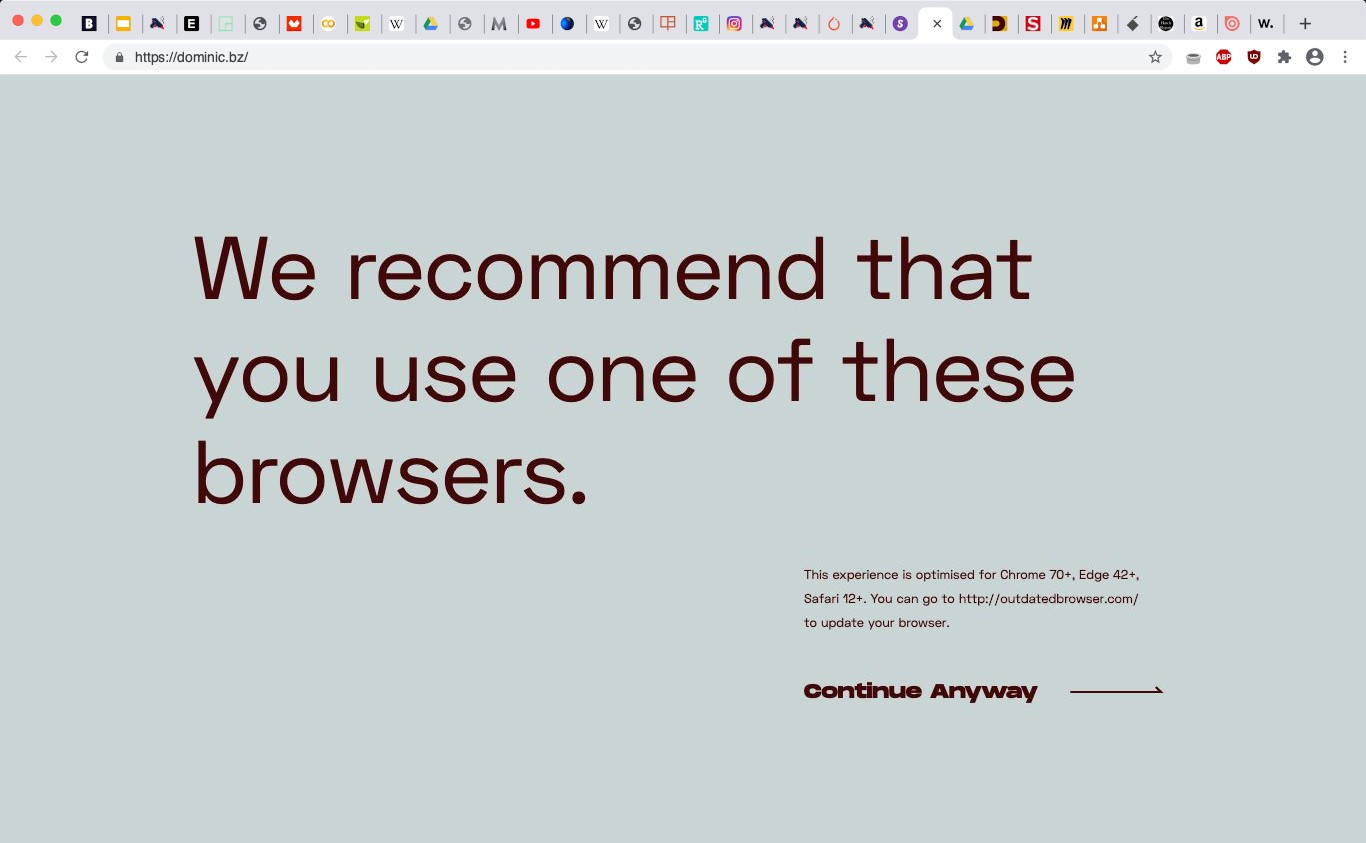 https://dominic.bz/
ABP
We recommend that
you use one of these
browsers.
This experience is optimised for Chrome 70+, Edge 42+,
Safari 12+. You can go to http://outdatedbrowser.com/
to update your browser.
Continue Anyway